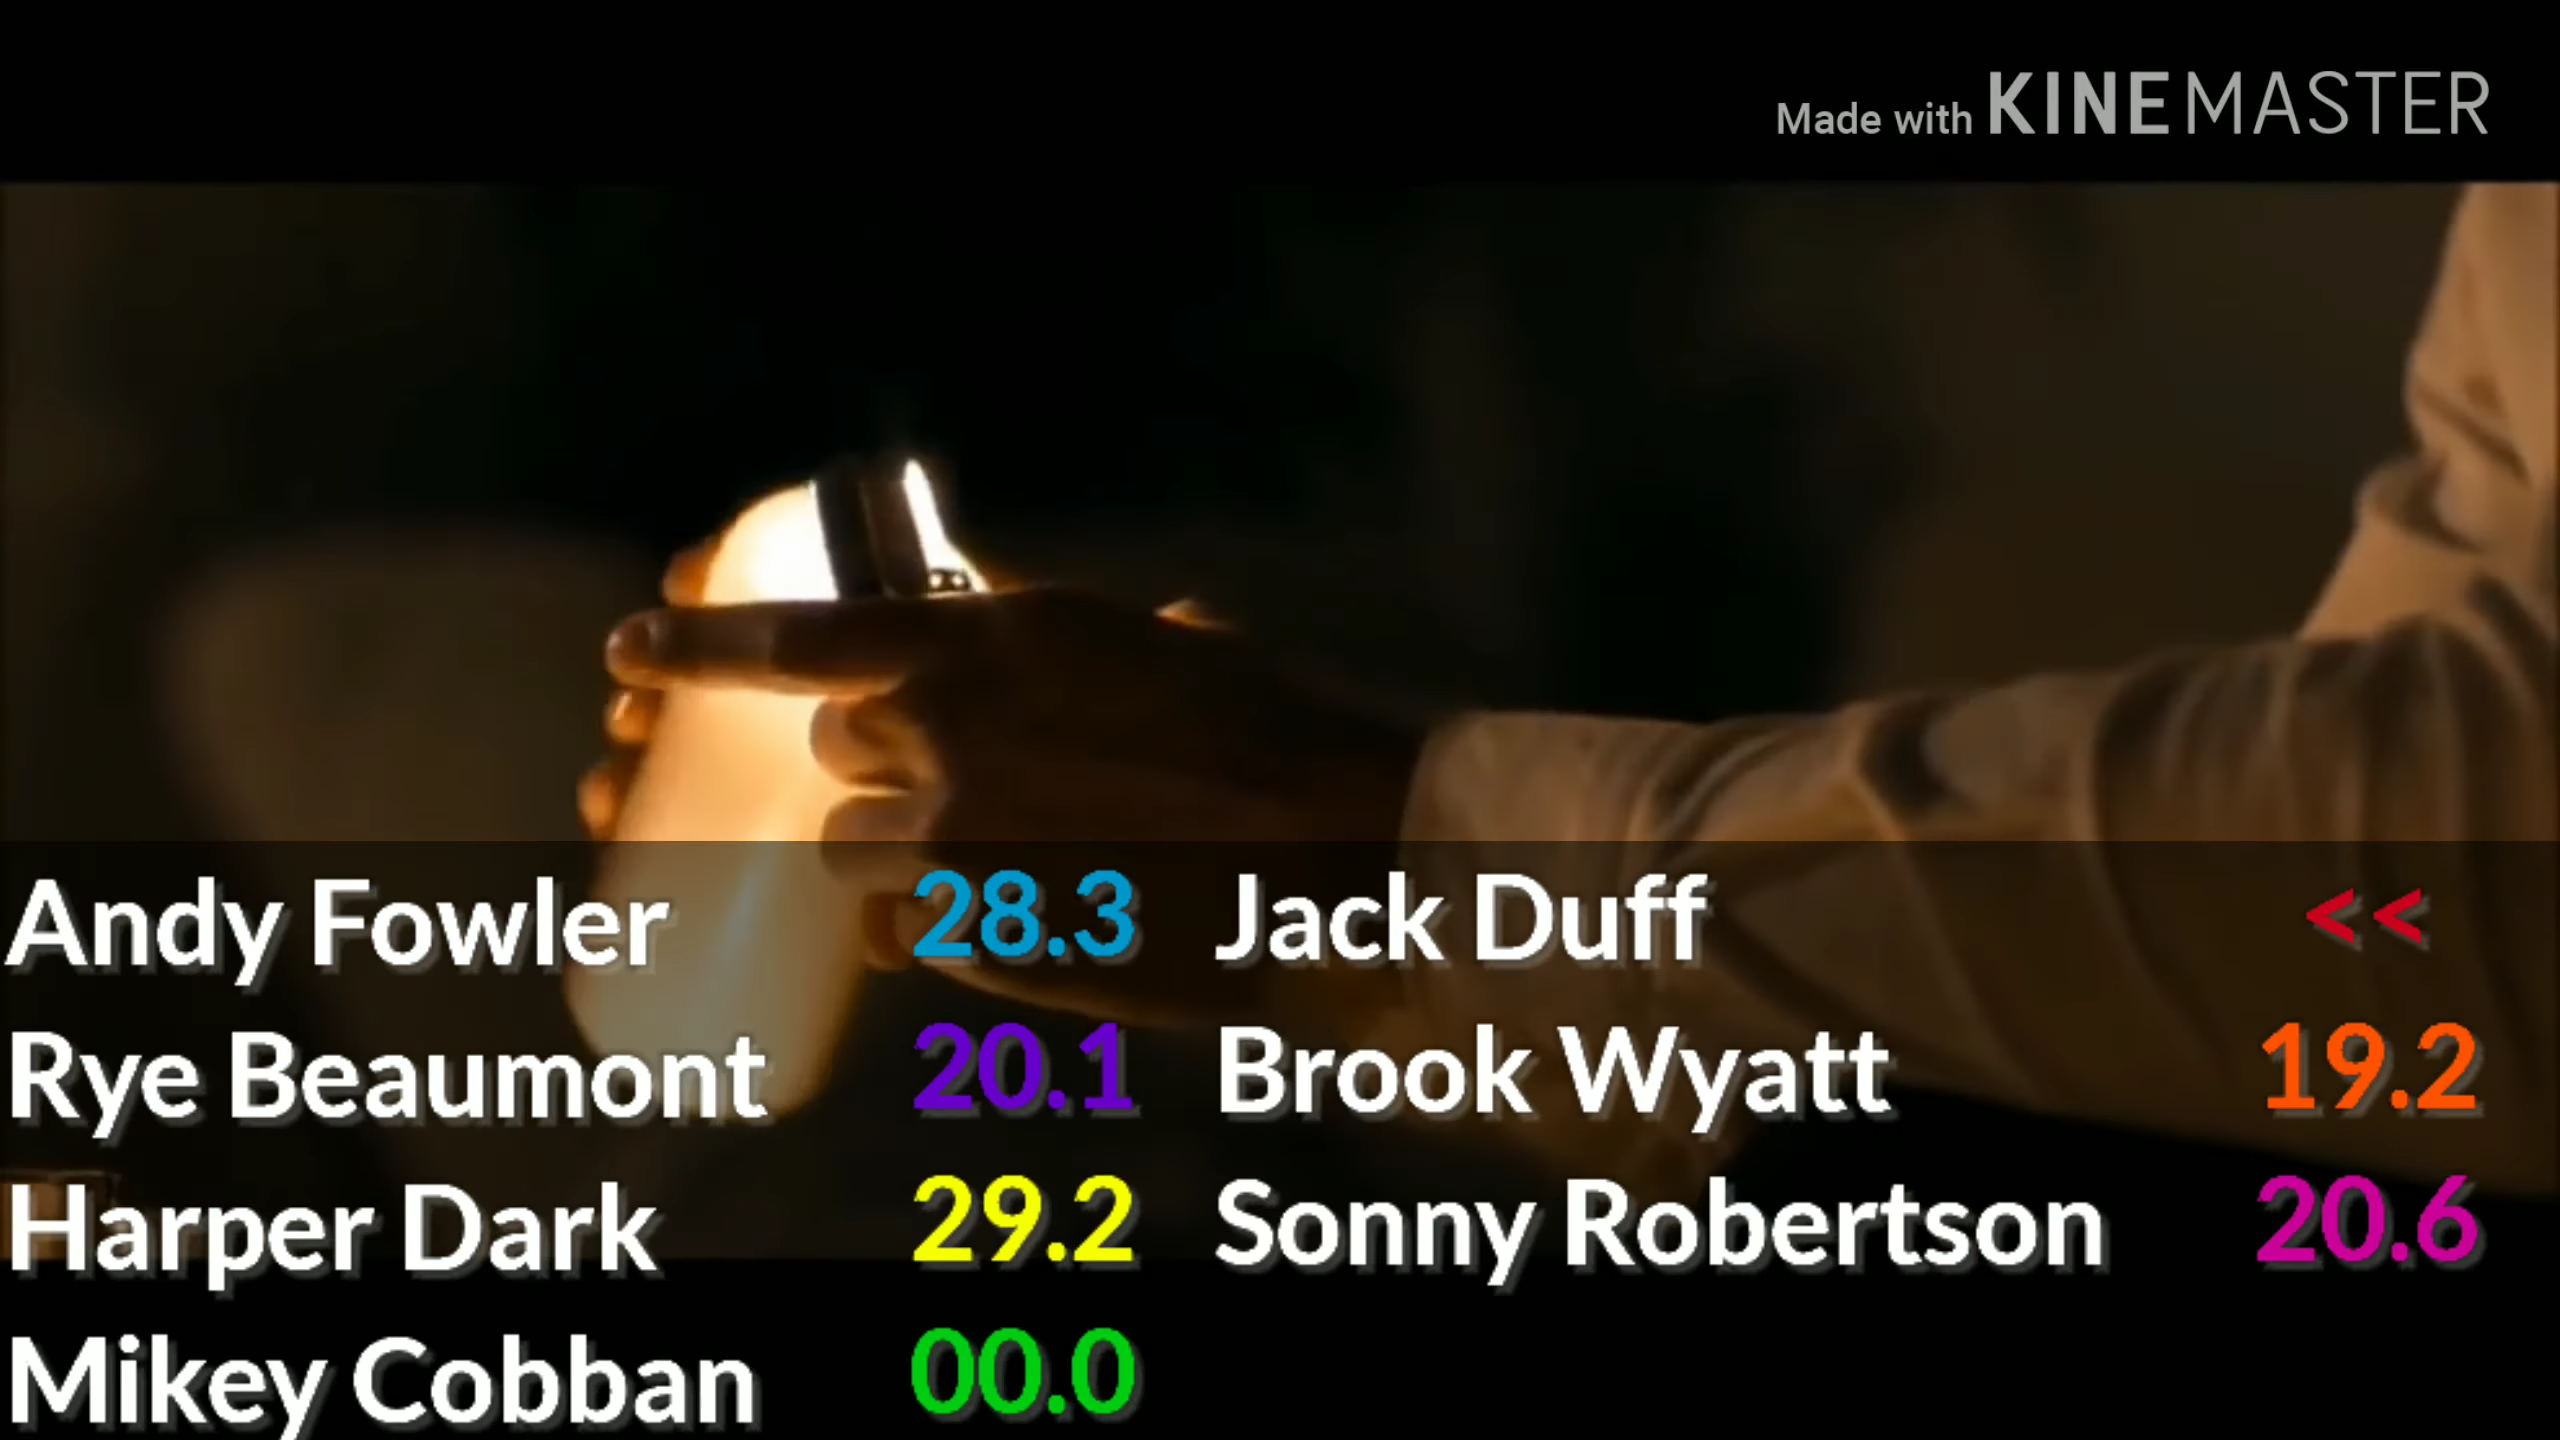 Made with KINEMASTER
Andy Fowler 28.3 Jack Duff <<
Rye Beaumont 20.1 Brook Wyatt 19.2
Harper Dark 29.2 Sonny Robertson 20.6
Mikey Cobban 00.0